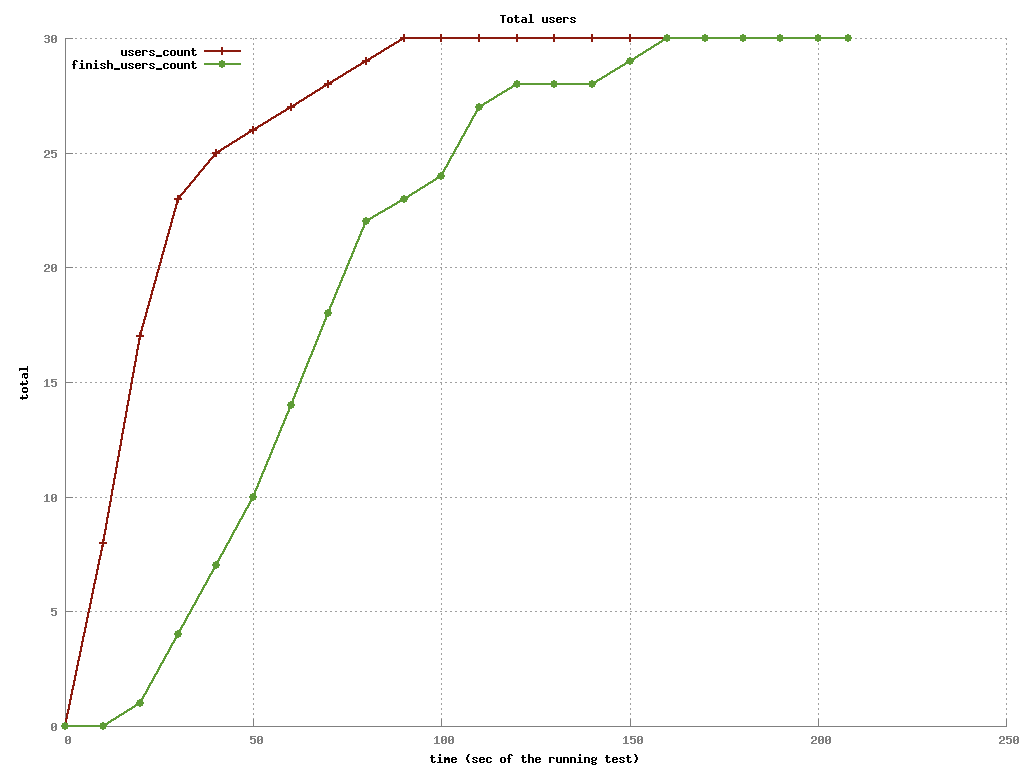 Total users
users_count
finish_users_count
30
25
20
15
10
5
0
total
0 50 100 150 200 250
time (sec of the running test)